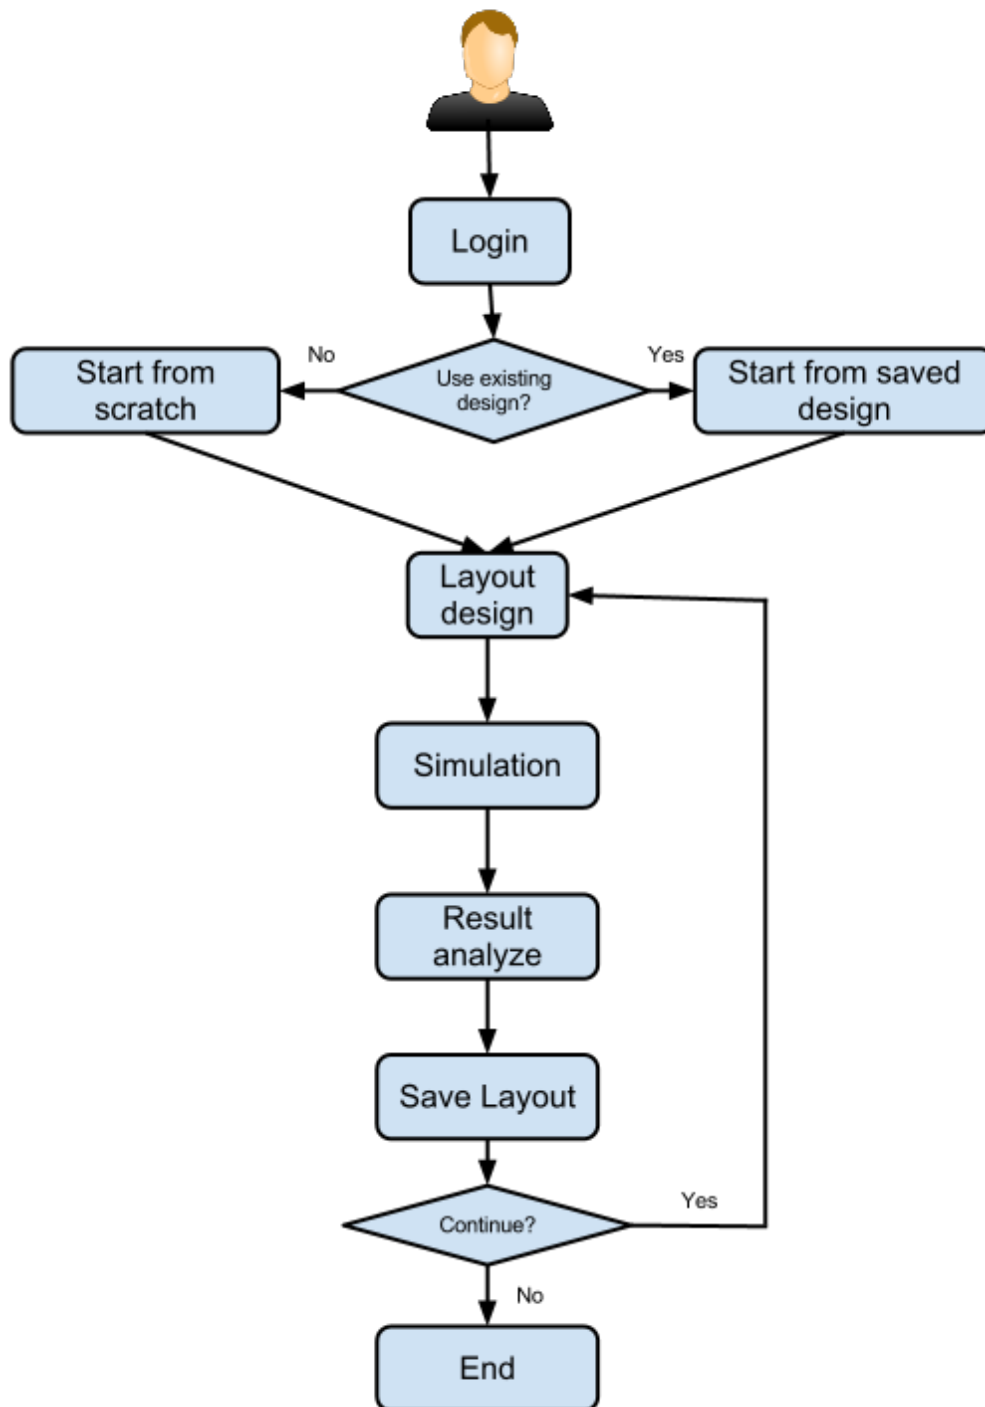 Login
No
Yes
Start from
scratch
Use existing
design?
Start from saved
design
Layout
design
Simulation
Result
analyze
Save Layout
Continue?
Yes
No
End